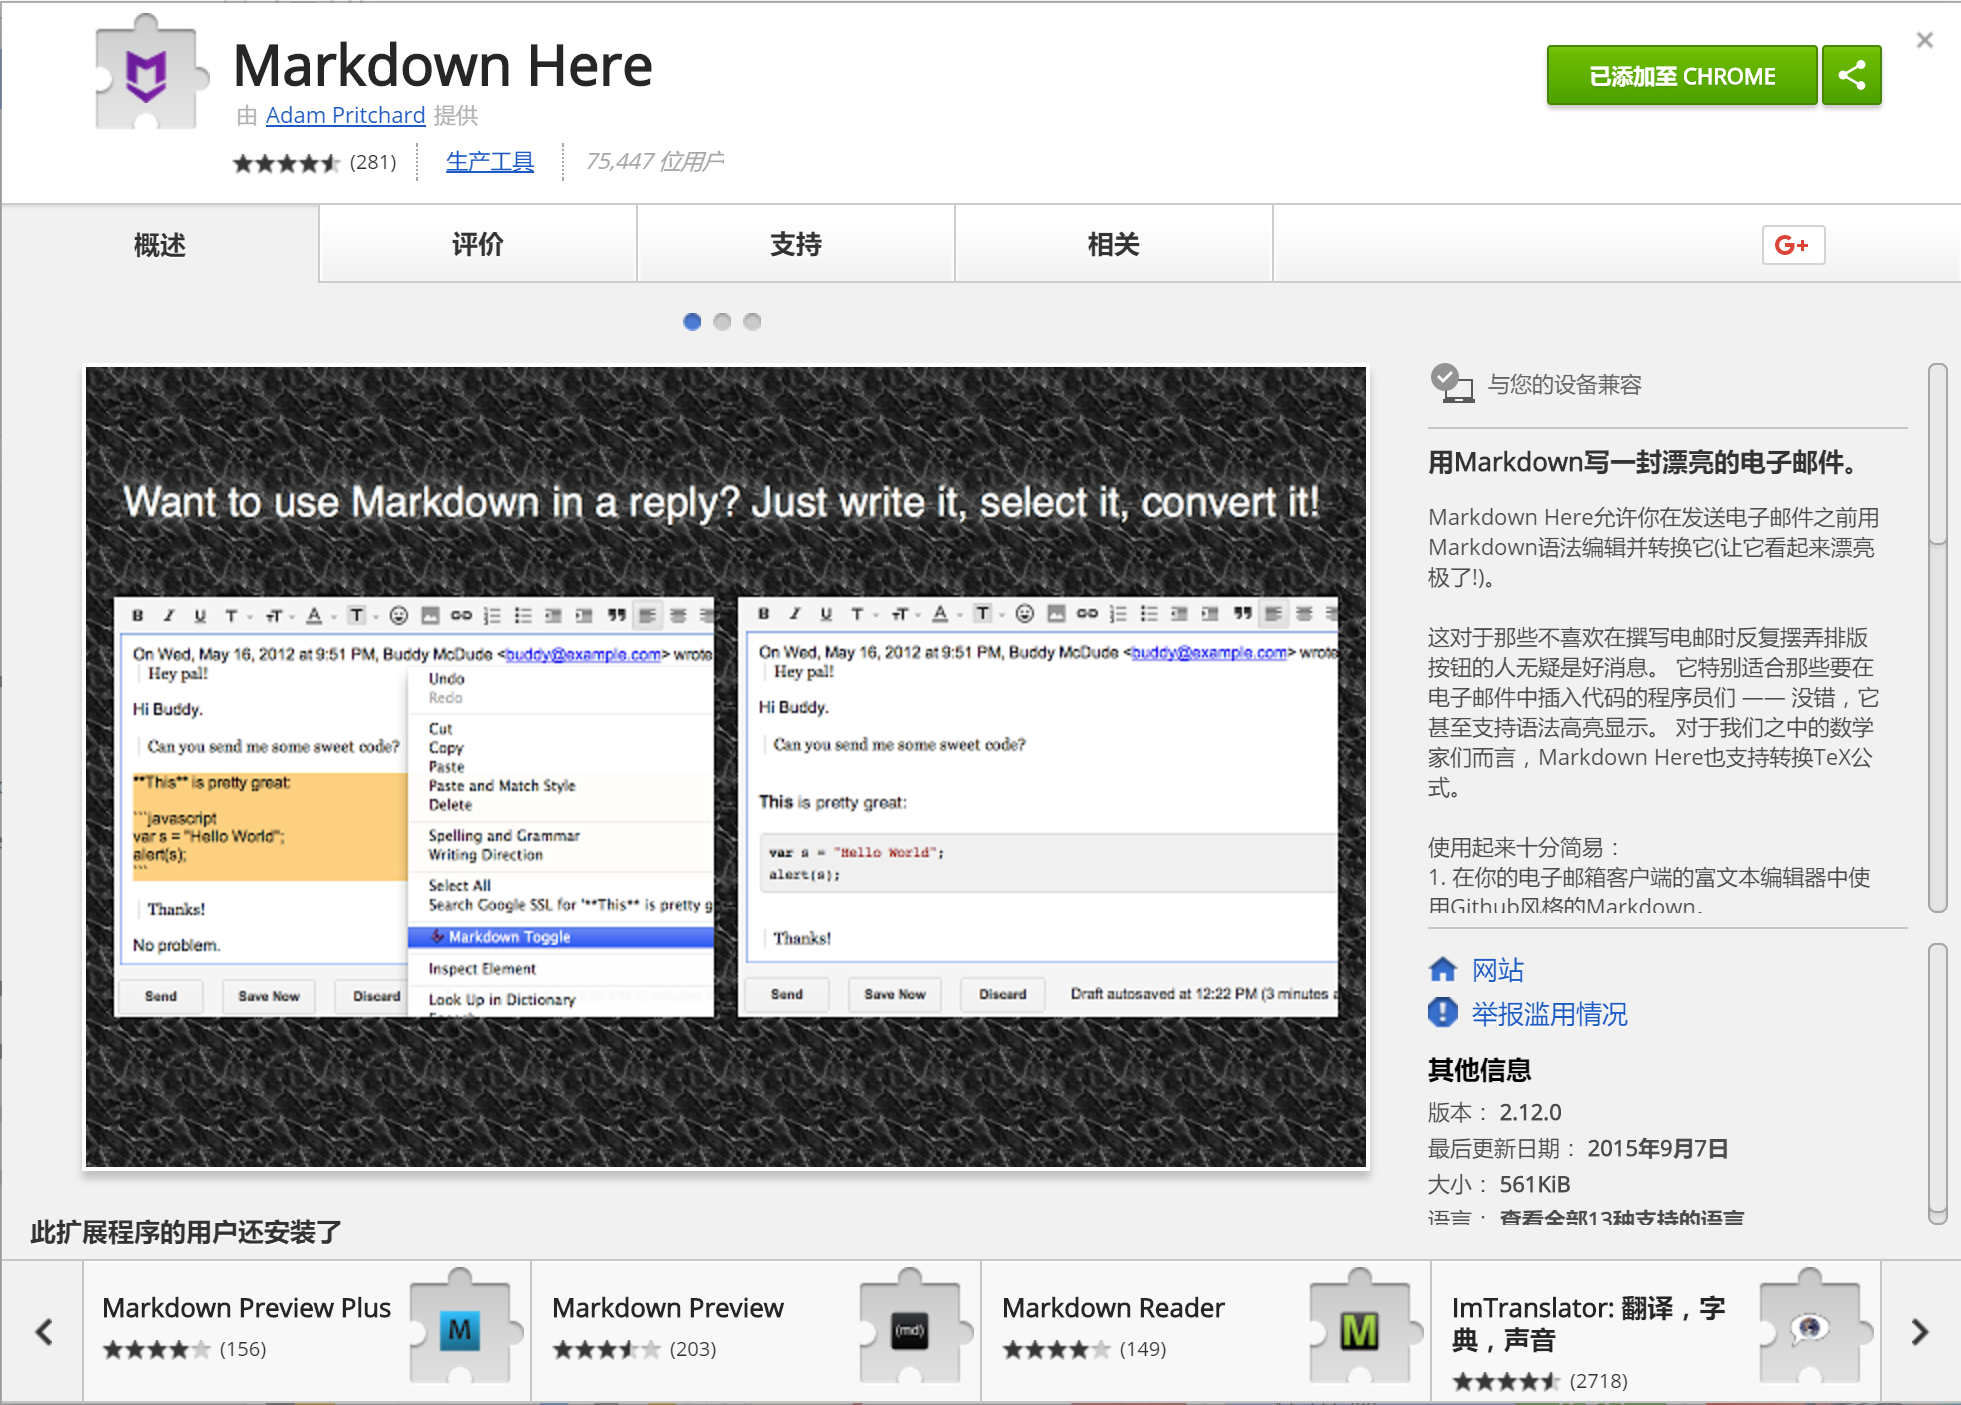 Markdown Here
由 Adam Pritchard 提供
(281) 生产工具 75,447 位用户
已添加至 CHROME
概述 评价 支持 相关
G+
Want to use Markdown in a reply? Just write it, select it, convert it!
B I U T T A T
On Wed, May 16, 2012 at 9:51 PM, Buddy McDude <buddy@example.com> wrote
Hey pal!
Hi Buddy.
Can you send me some sweet code?
**This** is pretty great:
```javascript
var s = "Hello World";
alert(s);
```
Thanks!
No problem.
Send Save Now Discard
Undo
Redo
Cut
Copy
Paste
Paste and Match Style
Delete
Spelling and Grammar
Writing Direction
Select All
Search Google SSL for '**This** is pretty g
Markdown Toggle
Inspect Element
Look Up in Dictionary
B I U T T A T
On Wed, May 16, 2012 at 9:51 PM, Buddy McDude <buddy@example.com> wrote
Hey pal!
Hi Buddy.
Can you send me some sweet code?
This is pretty great:
var s = "Hello World";
alert(s);
Thanks!
Send Save Now Discard Draft autosaved at 12:22 PM (3 minutes a
与您的设备兼容
用Markdown写一封漂亮的电子邮件。
Markdown Here允许你在发送电子邮件之前用
Markdown语法编辑并转换它(让它看起来漂亮
极了!)。
这对于那些不喜欢在撰写电邮时反复摆弄排版
按钮的人无疑是好消息。 它特别适合那些要在
电子邮件中插入代码的程序员们 —— 没错，它
甚至支持语法高亮显示。 对于我们之中的数学
家们而言，Markdown Here也支持转换TeX公
式。
使用起来十分简易：
1. 在你的电子邮箱客户端的富文本编辑器中使
用Github风格的Markdown。
网站
举报滥用情况
其他信息
版本： 2.12.0
最后更新日期： 2015年9月7日
大小： 561KiB
语言： 查看全部13种支持的语言
此扩展程序的用户还安装了
Markdown Preview Plus
(156)
M
Markdown Preview
(203)
(md)
Markdown Reader
(149)
M
ImTranslator: 翻译，字
典，声音
(2718)